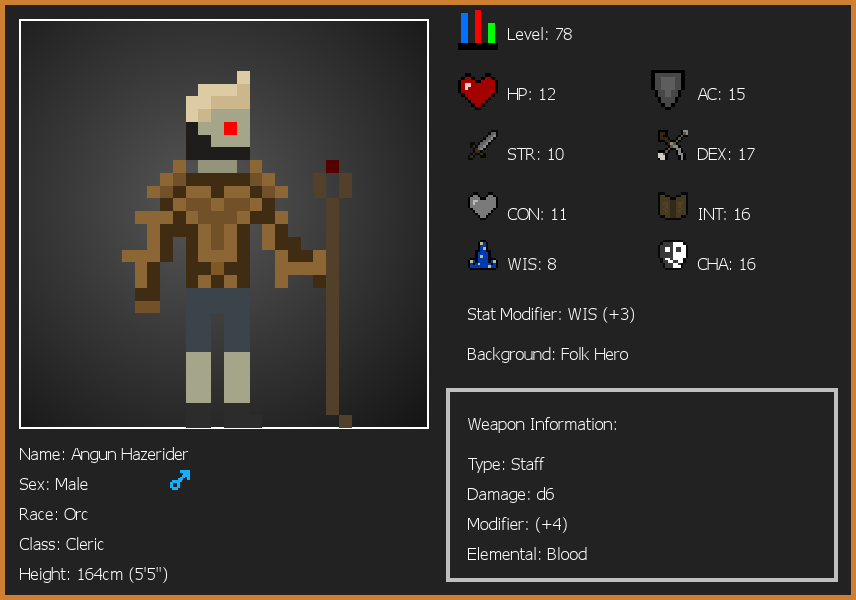 Level: 78
HP: 12
AC: 15
STR: 10
DEX: 17
CON: 11
INT: 16
WIS: 8
CHA: 16
Stat Modifier: WIS (+3)
Background: Folk Hero
Weapon Information:
Type: Staff
Damage: d6
Modifier: (+4)
Elemental: Blood
Name: Angun Hazerider
Sex: Male
Race: Orc
Class: Cleric
Height: 164cm (5'5")